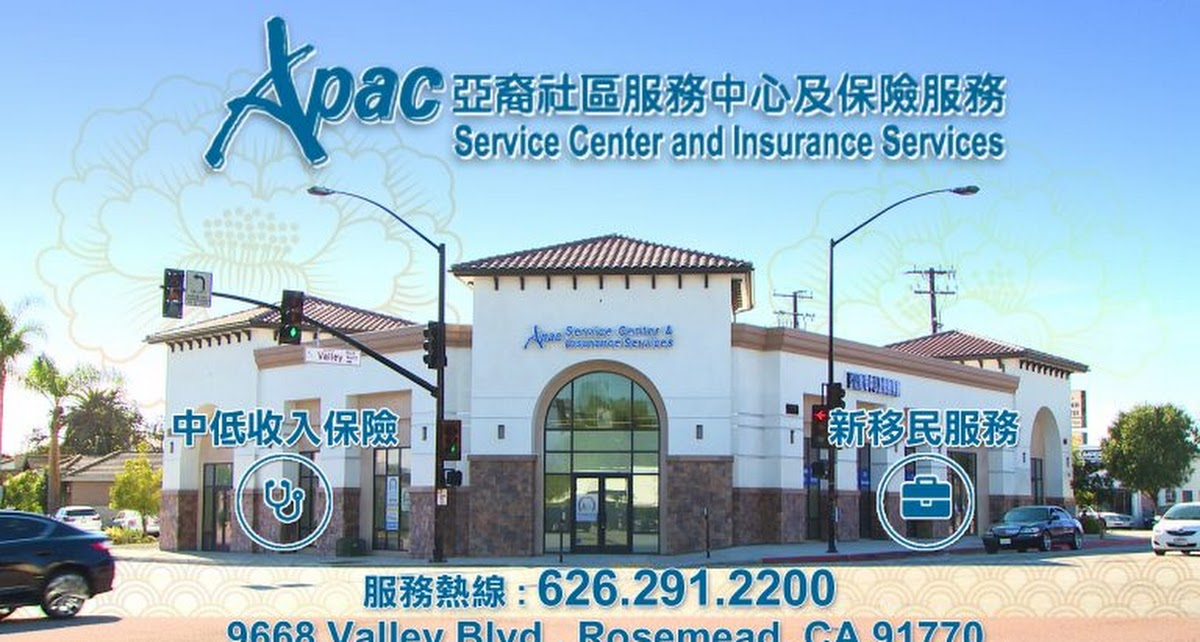 Apac 亞裔社區服務中心及保險服務
Service Center and Insurance Services
Apac Service Center &
Insurance Services
Valley
中低收入保險
新移民服務
服務熱線 : 626.291.2200
9668 Valley Blvd., Rosemead, CA 91770